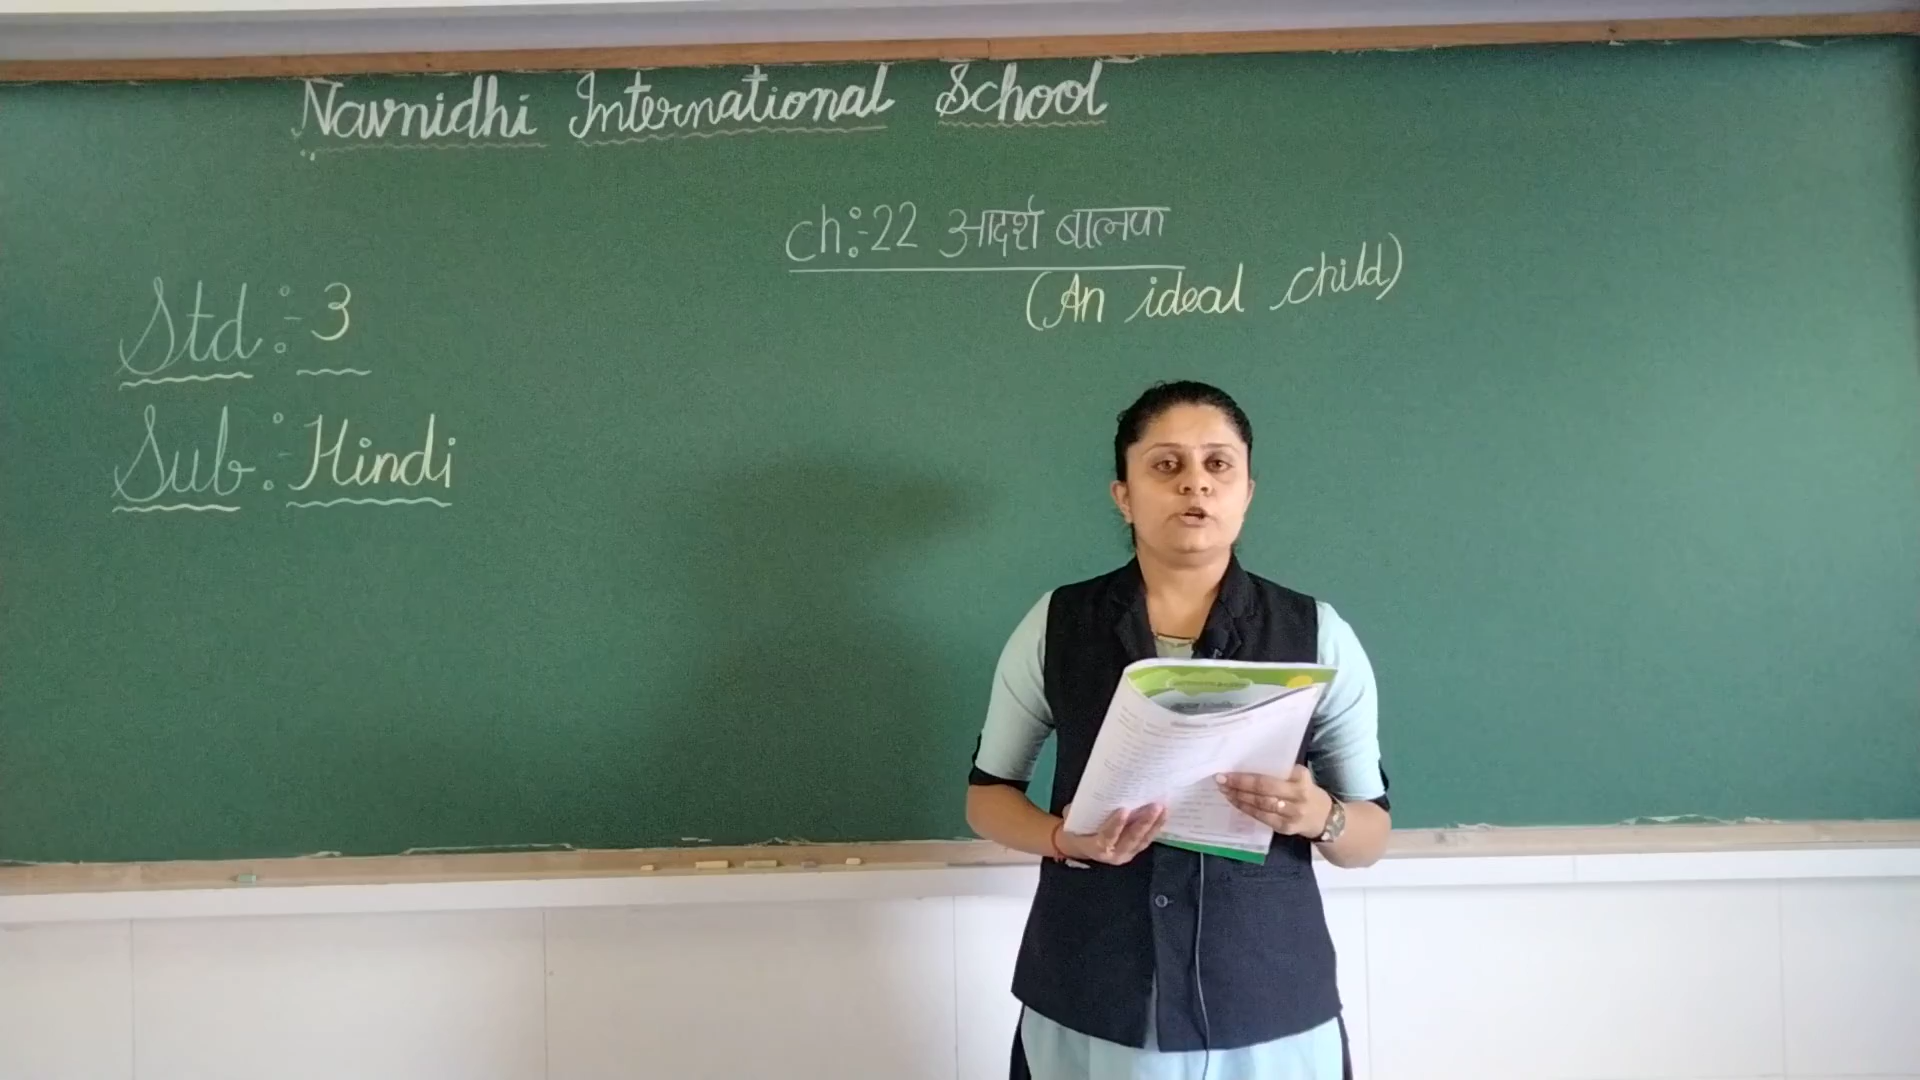 Navnidhi International School
ch:-22 आदर्श बालक
(An ideal child)
Std:-3
Sub:-Hindi